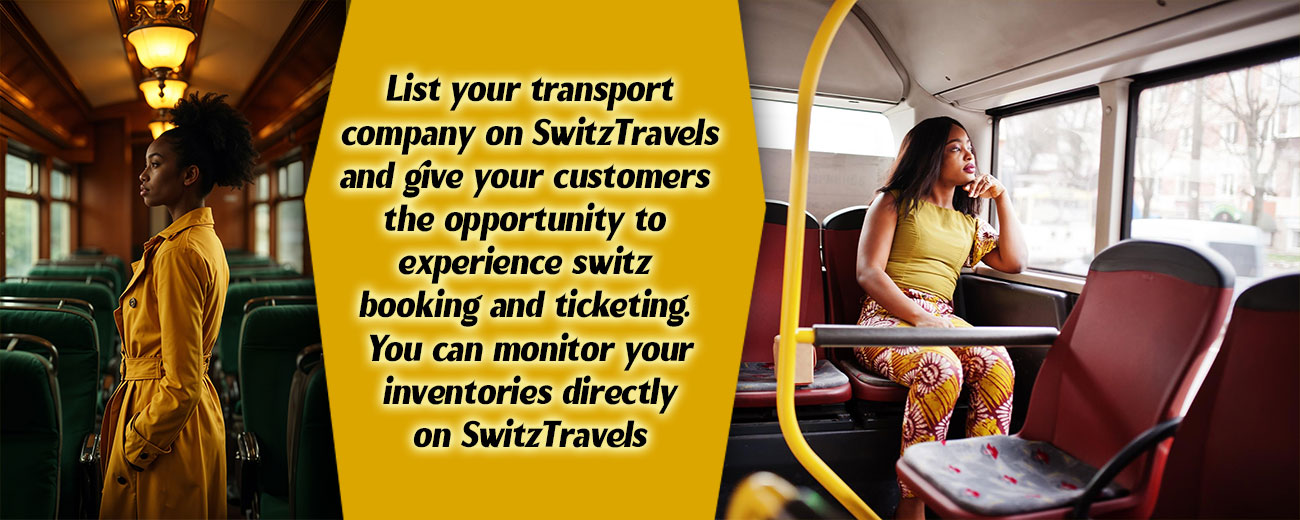 List your transport
company on SwitzTravels
and give your customers
the opportunity to
experience switz
booking and ticketing.
You can monitor your
inventories directly
on SwitzTravels